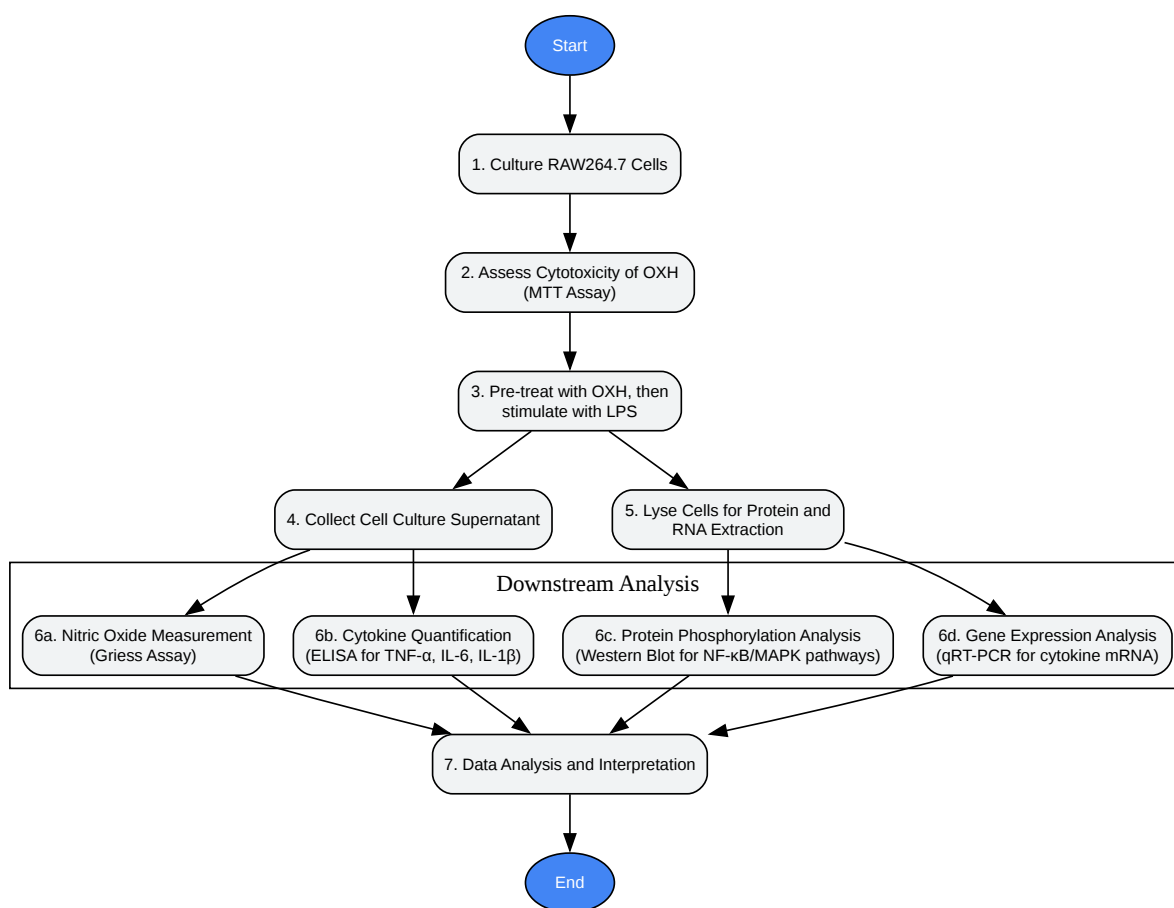 Start
1. Culture RAW264.7 Cells
2. Assess Cytotoxicity of OXH
(MTT Assay)
3. Pre-treat with OXH, then
stimulate with LPS
4. Collect Cell Culture Supernatant
5. Lyse Cells for Protein and
RNA Extraction
Downstream Analysis
6a. Nitric Oxide Measurement
(Griess Assay)
6b. Cytokine Quantification
(ELISA for TNF-α, IL-6, IL-1β)
6c. Protein Phosphorylation Analysis
(Western Blot for NF-κB/MAPK pathways)
6d. Gene Expression Analysis
(qRT-PCR for cytokine mRNA)
7. Data Analysis and Interpretation
End